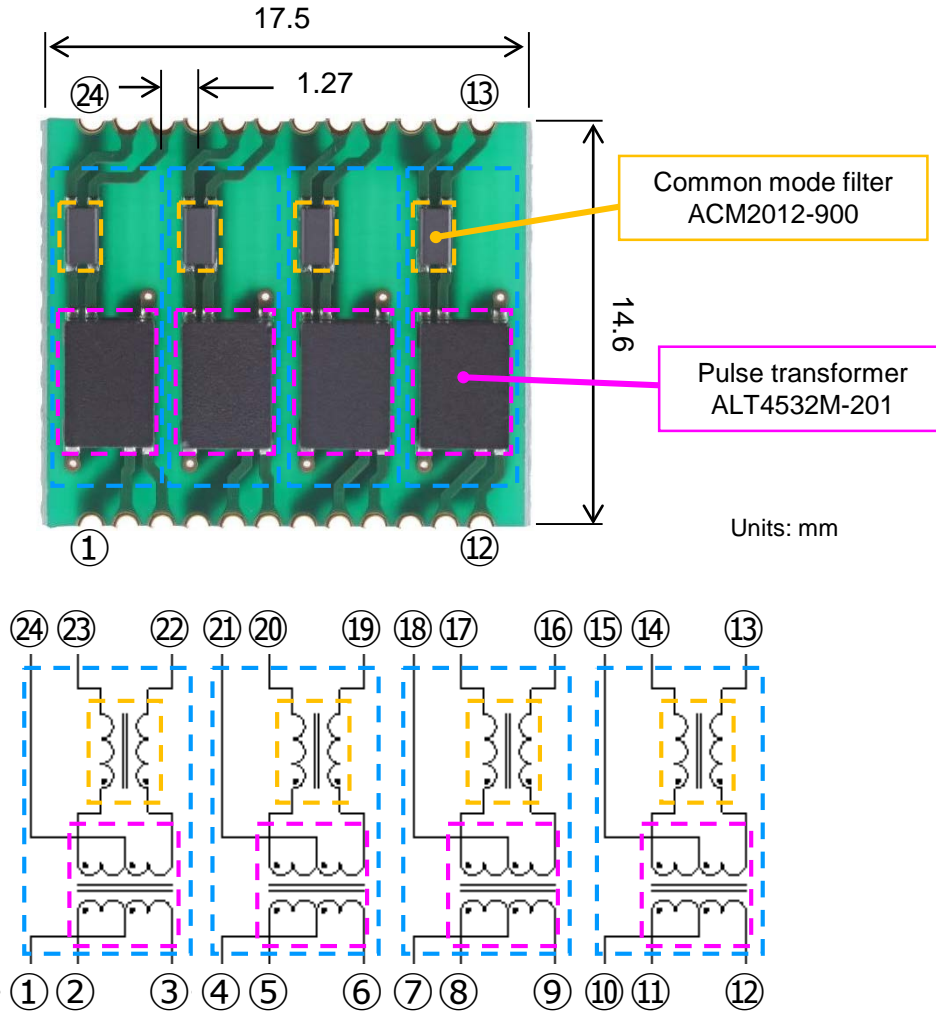 17.5
㉔
1.27
⑬
Common mode filter
ACM2012-900
14.6
Pulse transformer
ALT4532M-201
①
⑫
Units: mm
㉔ ㉓ ㉒ ㉑ ⑳ ⑲ ⑱ ⑰ ⑯ ⑮ ⑭ ⑬
① ② ③ ④ ⑤ ⑥ ⑦ ⑧ ⑨ ⑩ ⑪ ⑫